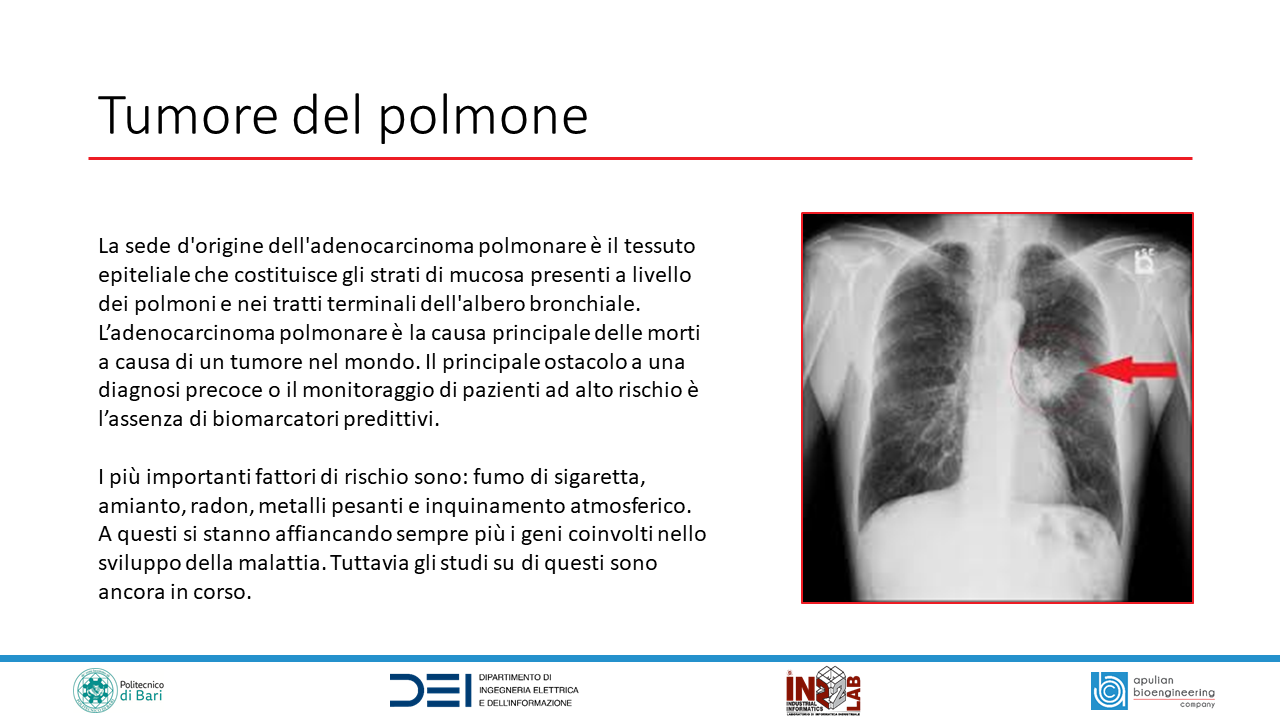 Tumore del polmone
La sede d'origine dell'adenocarcinoma polmonare è il tessuto
epiteliale che costituisce gli strati di mucosa presenti a livello
dei polmoni e nei tratti terminali dell'albero bronchiale.
L’adenocarcinoma polmonare è la causa principale delle morti
a causa di un tumore nel mondo. Il principale ostacolo a una
diagnosi precoce o il monitoraggio di pazienti ad alto rischio è
l’assenza di biomarcatori predittivi.
I più importanti fattori di rischio sono: fumo di sigaretta,
amianto, radon, metalli pesanti e inquinamento atmosferico.
A questi si stanno affiancando sempre più i geni coinvolti nello
sviluppo della malattia. Tuttavia gli studi su di questi sono
ancora in corso.
Politecnico
di Bari
DEI
DIPARTIMENTO DI
INGEGNERIA ELETTRICA
E DELL'INFORMAZIONE
LAB
INDUSTRIAL
INFORMATICS
LABORATORIO DI INFORMATICA INDUSTRIALE
apulian
bioengineering
company